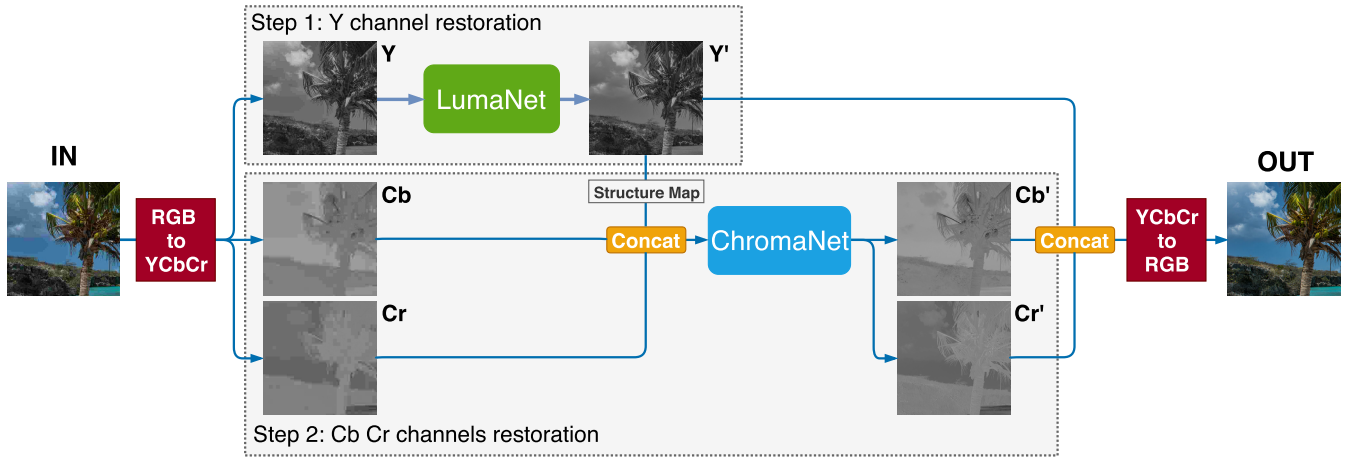 Step 1: Y channel restoration
Y
LumaNet
Y'
IN
RGB
to
YCbCr
Structure Map
Cb
Concat
ChromaNet
Cb'
Concat
YCbCr
to
RGB
OUT
Cr
Cr'
Step 2: Cb Cr channels restoration